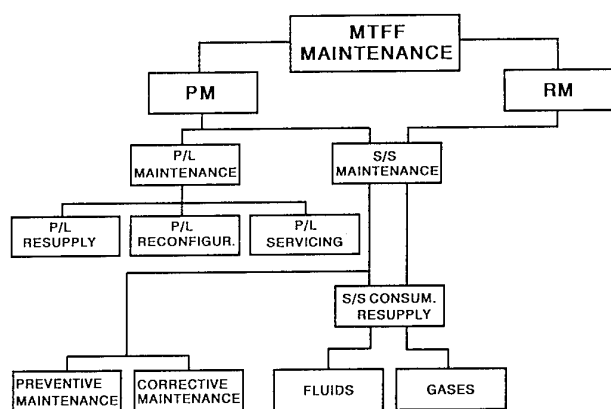 MTFF
MAINTENANCE
PM
RM
P/L
MAINTENANCE
S/S
MAINTENANCE
P/L
RESUPPLY
P/L
RECONFIGUR.
P/L
SERVICING
S/S CONSUM.
RESUPPLY
PREVENTIVE
MAINTENANCE
CORRECTIVE
MAINTENANCE
FLUIDS
GASES